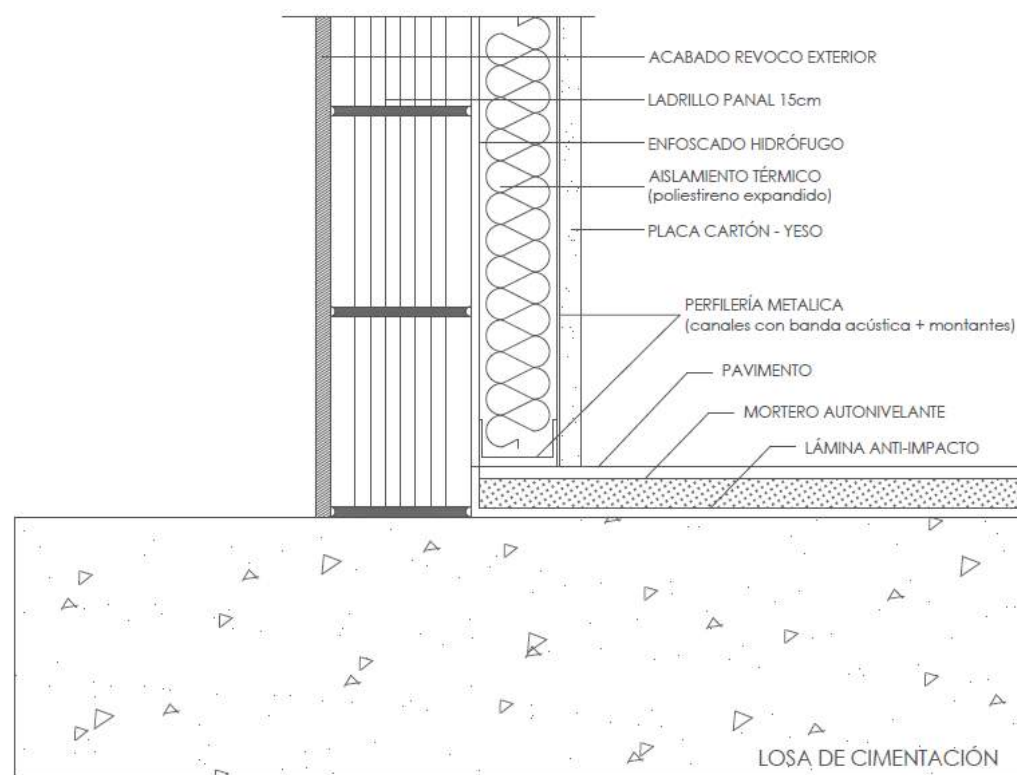 ACABADO REVOCO EXTERIOR
LADRILLO PANAL 15cm
ENFOSCADO HIDRÓFUGO
AISLAMIENTO TÉRMICO
(poliestireno expandido)
PLACA CARTÓN - YESO
PERFILERÍA METALICA
(canales con banda acústica + montantes)
PAVIMENTO
MORTERO AUTONIVELANTE
LÁMINA ANTI-IMPACTO
LOSA DE CIMENTACIÓN